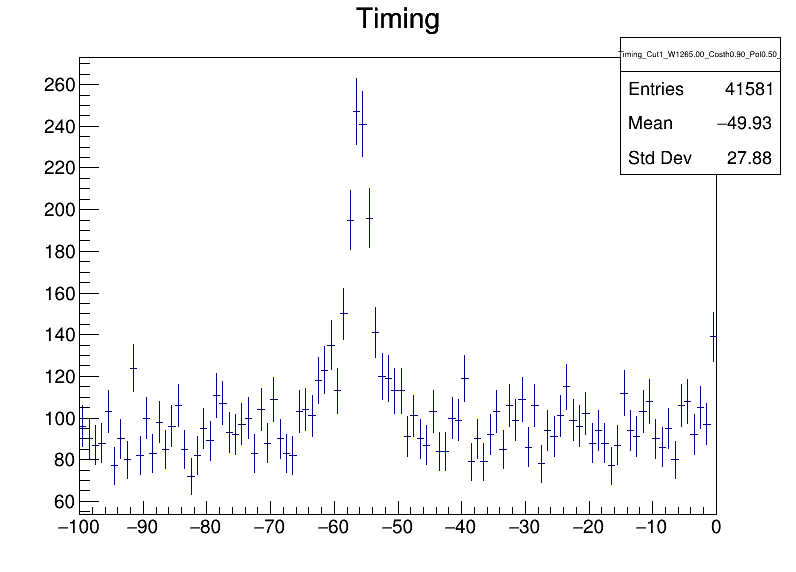 Timing
Timing_Cut1_W1265.00_Costh0.90_Pol0.50_
Entries 41581
Mean −49.93
Std Dev 27.88
260
240
220
200
180
160
140
120
100
80
60
−100 −90 −80 −70 −60 −50 −40 −30 −20 −10 0